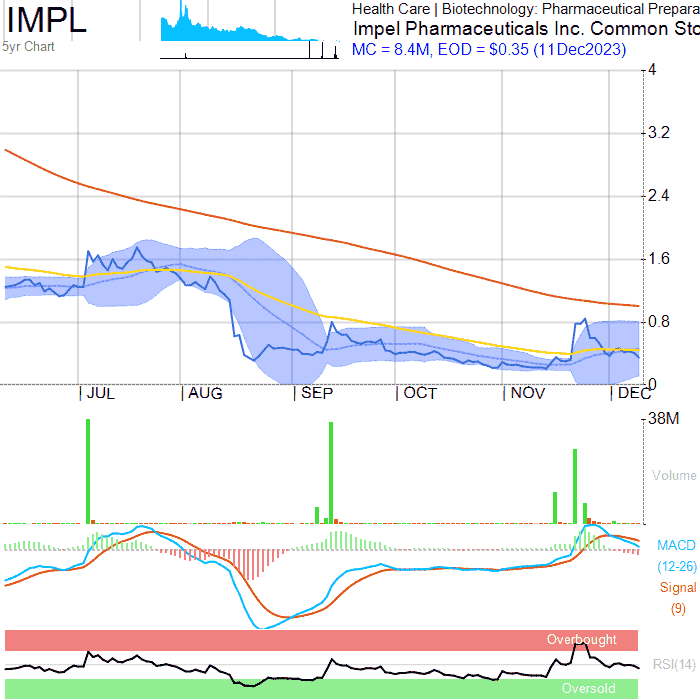 IMPL
5yr Chart
Health Care | Biotechnology: Pharmaceutical Prepara
Impel Pharmaceuticals Inc. Common Sto
MC = 8.4M, EOD = $0.35 (11Dec2023)
4
3.2
2.4
1.6
0.8
0
JUL AUG SEP OCT NOV DEC
38M
Volume
MACD
(12-26)
Signal
(9)
Overbought
RSI(14)
Oversold